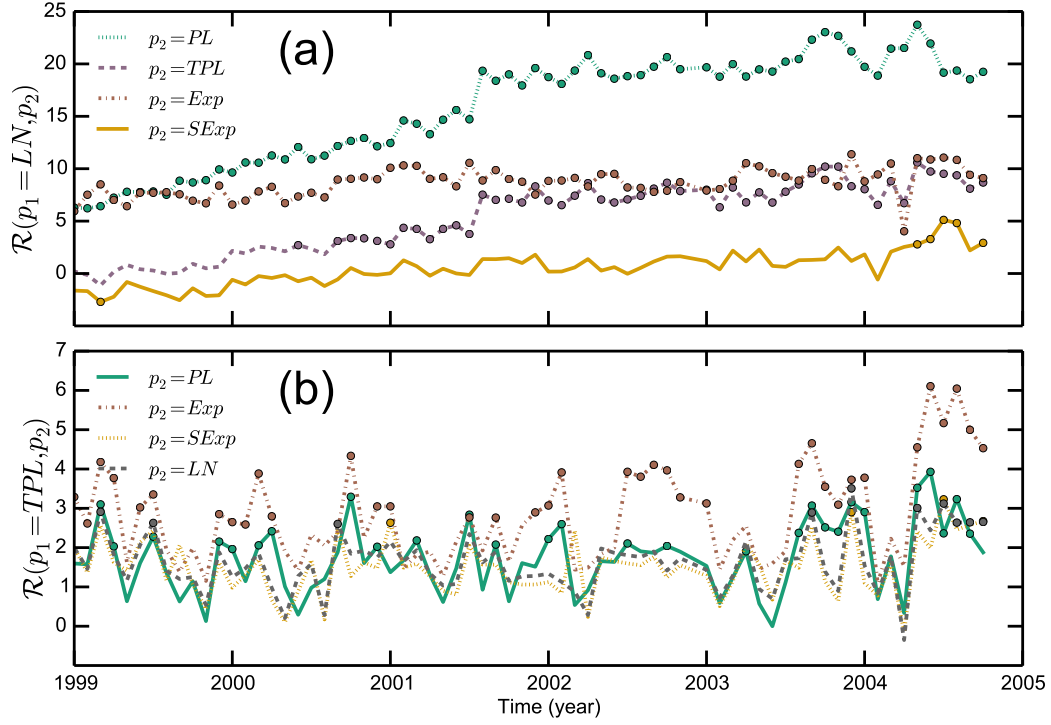 25
20
15
10
5
0
R(p₁=LN,p₂)
(a)
p₂=PL
p₂=TPL
p₂=Exp
p₂=SExp
7
6
5
4
3
2
1
0
R(p₁=TPL,p₂)
(b)
p₂=PL
p₂=Exp
p₂=SExp
p₂=LN
1999 2000 2001 2002 2003 2004 2005
Time (year)